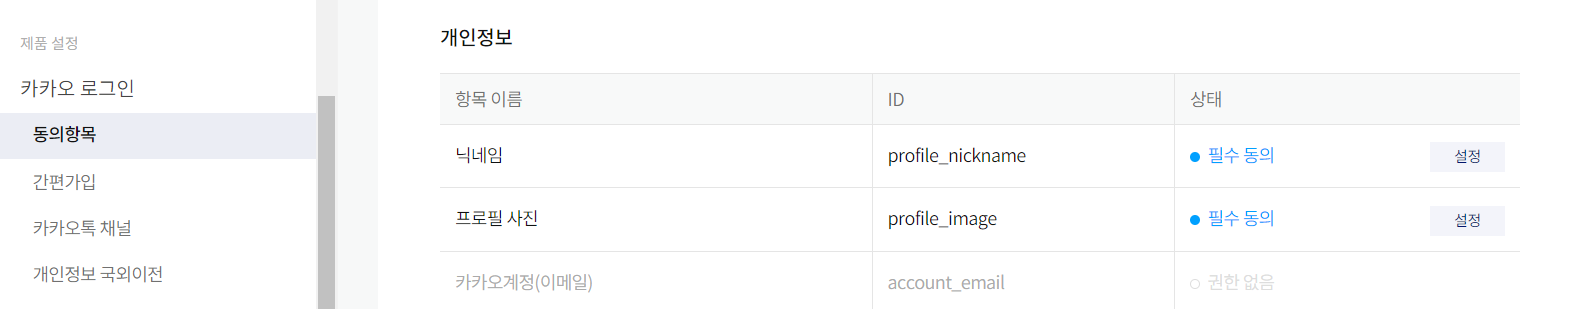 제품 설정
카카오 로그인
동의항목
간편가입
카카오톡 채널
개인정보 국외이전
개인정보
항목 이름 ID 상태
닉네임 profile_nickname 필수 동의 설정
프로필 사진 profile_image 필수 동의 설정
카카오계정(이메일) account_email 권한 없음